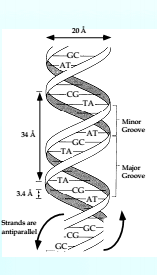 20 Å
GC
AT
CG
TA
Minor
Groove
34 Å
AT
GC
TA
Major
Groove
TA
3.4 Å
CG
AT
Strands are
antiparallel
CG
GC
GC